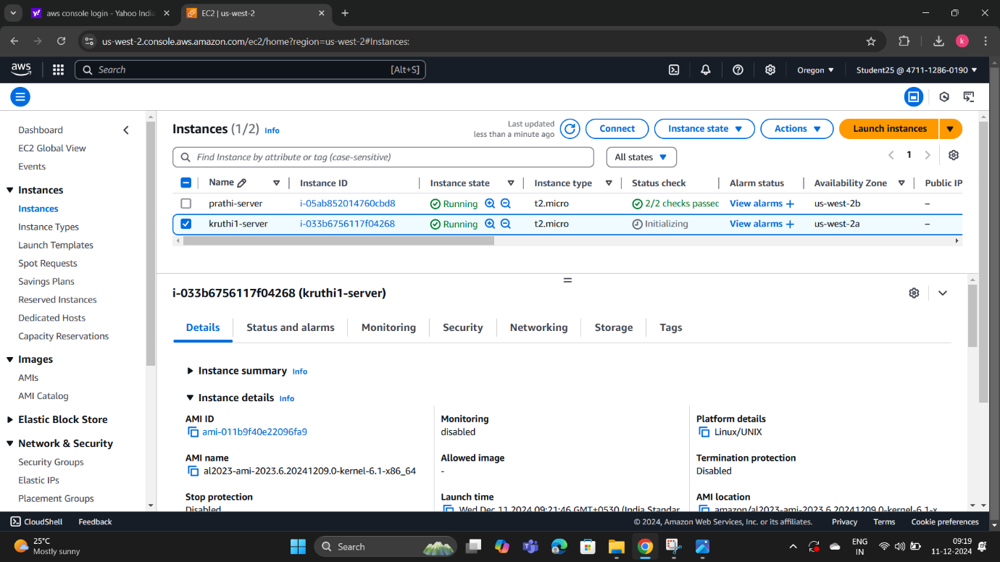 aws console login - Yahoo India
EC2 | us-west-2
us-west-2.console.aws.amazon.com/ec2/home?region=us-west-2#Instances:
k
aws
Search
[Alt+S]
Oregon
Student25 @ 4711-1286-0190
Dashboard
EC2 Global View
Events
Instances
Instances
Instance Types
Launch Templates
Spot Requests
Savings Plans
Reserved Instances
Dedicated Hosts
Capacity Reservations
Images
AMIs
AMI Catalog
Elastic Block Store
Network & Security
Security Groups
Elastic IPs
Placement Groups
Instances (1/2) Info
Last updated
less than a minute ago
Connect
Instance state
Actions
Launch instances
Find Instance by attribute or tag (case-sensitive)
All states
1
Name Instance ID Instance state Instance type Status check Alarm status Availability Zone Public IP
prathi-server i-05ab852014760cbd8 Running t2.micro 2/2 checks passed View alarms + us-west-2b –
kruthi1-server i-033b6756117f04268 Running t2.micro Initializing View alarms + us-west-2a –
i-033b6756117f04268 (kruthi1-server)
Details Status and alarms Monitoring Security Networking Storage Tags
Instance summary Info
Instance details Info
AMI ID
ami-011b9f40e22096fa9
Monitoring
disabled
Platform details
Linux/UNIX
AMI name
al2023-ami-2023.6.20241209.0-kernel-6.1-x86_64
Allowed image
-
Termination protection
Disabled
Stop protection
Disabled
Launch time
Wed Dec 11 2024 09:21:46 GMT+0530 (India Standar
AMI location
amazon/al2023-ami-2023.6.20241209.0-kernel-6.1-x
CloudShell Feedback
© 2024, Amazon Web Services, Inc. or its affiliates. Privacy Terms Cookie preferences
25°C
Mostly sunny
Search
ENG
IN
09:19
11-12-2024